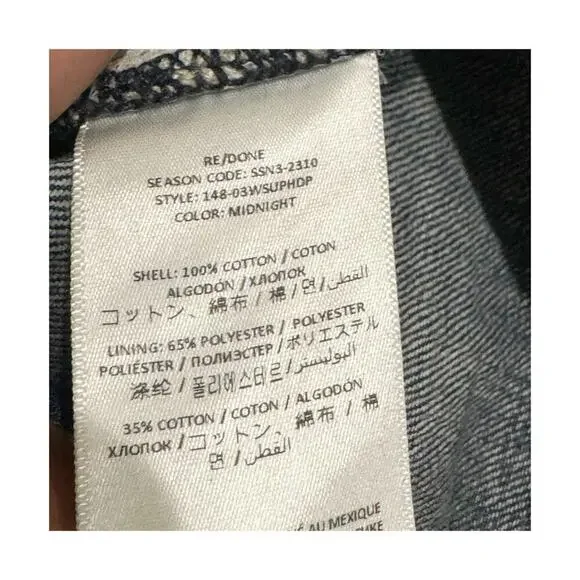 RE/DONE
SEASON CODE: SSN3-2310
STYLE: 148-03WSUPHDP
COLOR: MIDNIGHT
SHELL: 100% COTTON / COTON
ALGODÓN / ХЛОПОК
コットン、綿布 / 棉 / 면 / القطن
LINING: 65% POLYESTER / POLYESTER
POLIÉSTER / ПОЛИЭСТЕР / ポリエステル
涤纶 / 폴리에스테르 / البوليستر
35% COTTON / COTON / ALGODÓN
ХЛОПОК / コットン、綿布 / 棉
면 / القطن
AU MEXIQUE